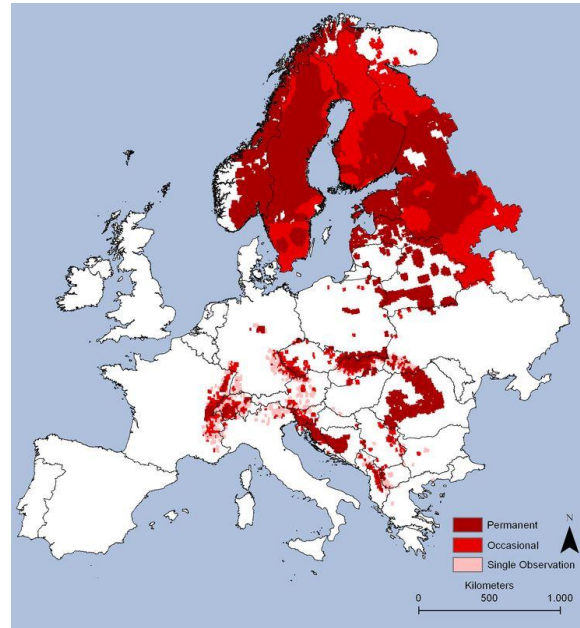 Permanent
Occasional
Single Observation
N
Kilometers
0 500 1.000